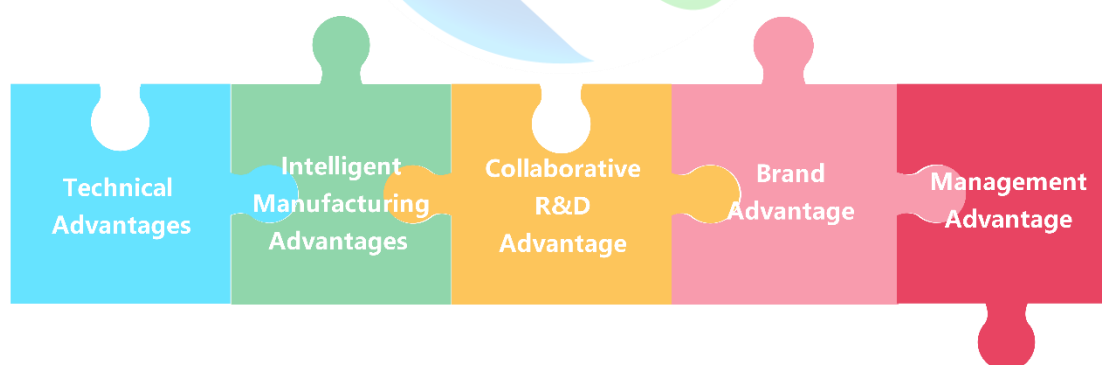 Technical
Advantages
Intelligent
Manufacturing
Advantages
Collaborative
R&D
Advantage
Brand
Advantage
Management
Advantage